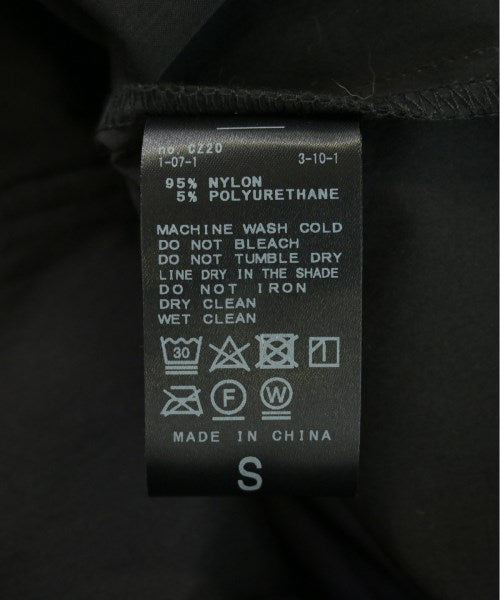 no CZ20
1-07-1 3-10-1
95% NYLON
5% POLYURETHANE
MACHINE WASH COLD
DO NOT BLEACH
DO NOT TUMBLE DRY
LINE DRY IN THE SHADE
DO NOT IRON
DRY CLEAN
WET CLEAN
30
F W
MADE IN CHINA
S